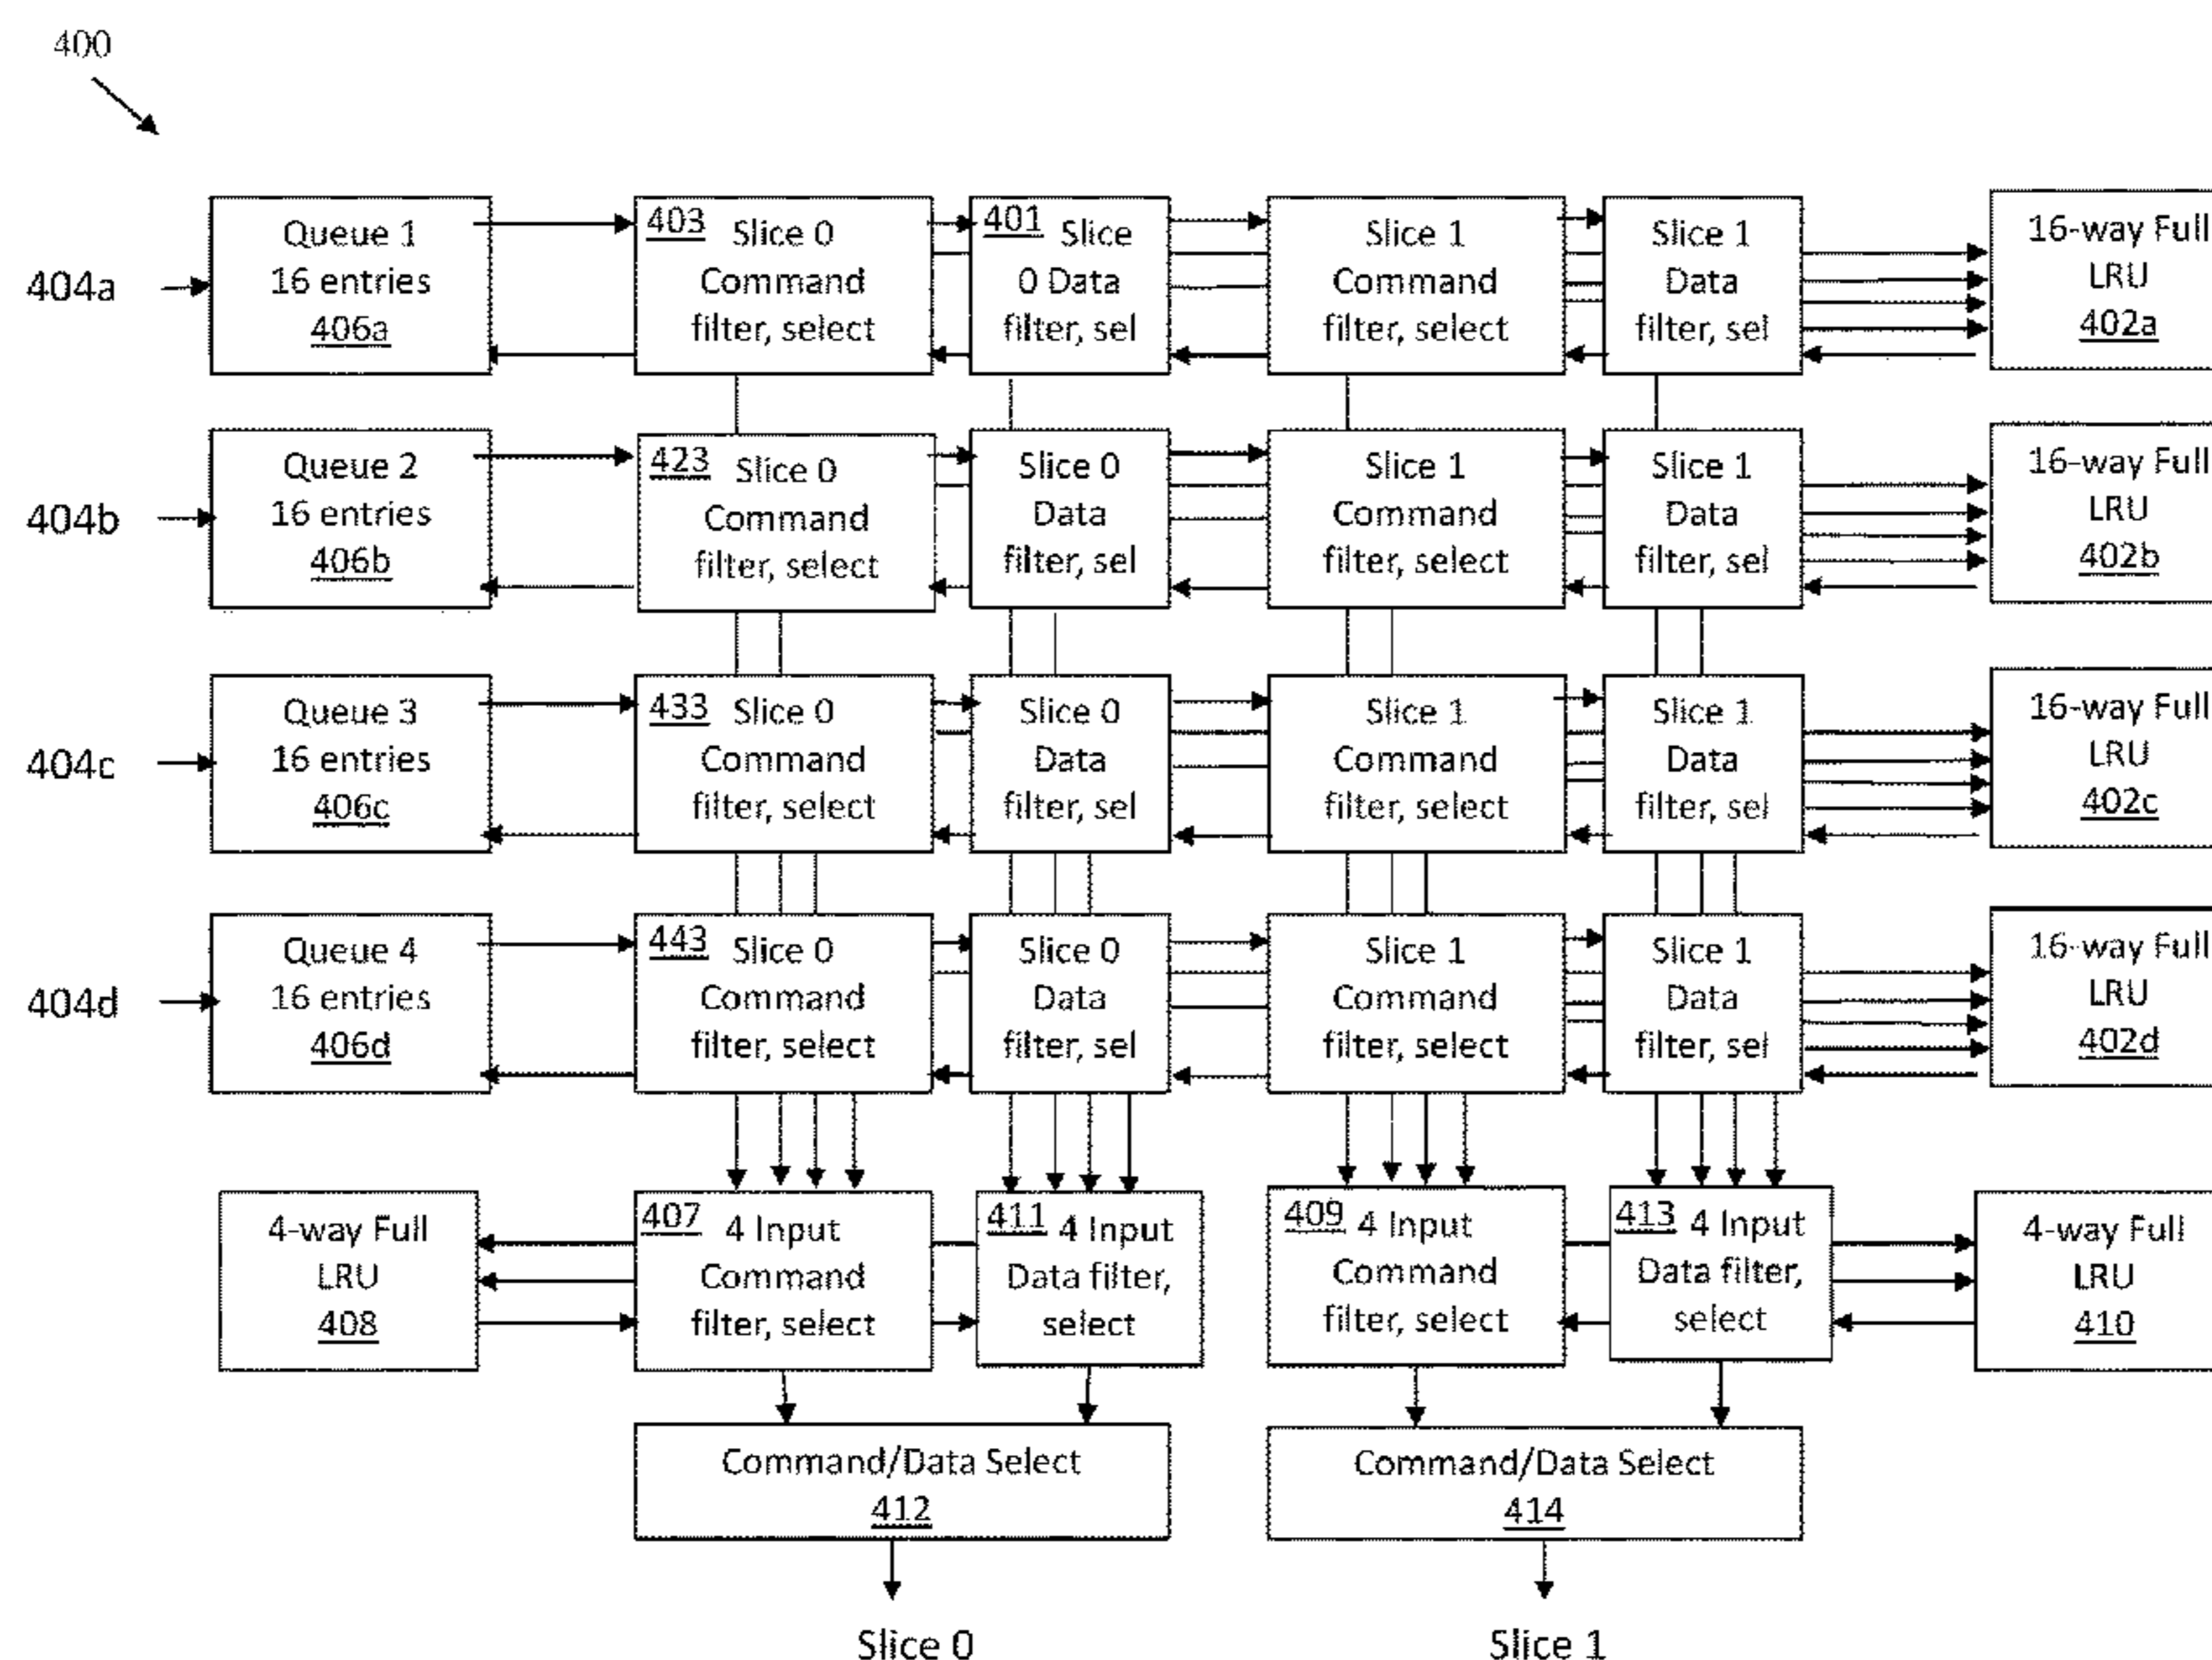 400
404a
Queue 1
16 entries
406a
403 Slice 0
Command
filter, select
401 Slice
0 Data
filter, sel
Slice 1
Command
filter, select
Slice 1
Data
filter, sel
16-way Full
LRU
402a
404b
Queue 2
16 entries
406b
423 Slice 0
Command
filter, select
Slice 0
Data
filter, sel
Slice 1
Command
filter, select
Slice 1
Data
filter, sel
16-way Full
LRU
402b
404c
Queue 3
16 entries
406c
433 Slice 0
Command
filter, select
Slice 0
Data
filter, sel
Slice 1
Command
filter, select
Slice 1
Data
filter, sel
16-way Full
LRU
402c
404d
Queue 4
16 entries
406d
443 Slice 0
Command
filter, select
Slice 0
Data
filter, sel
Slice 1
Command
filter, select
Slice 1
Data
filter, sel
16-way Full
LRU
402d
4-way Full
LRU
408
407 4 Input
Command
filter, select
411 4 Input
Data filter,
select
409 4 Input
Command
filter, select
413 4 Input
Data filter,
select
4-way Full
LRU
410
Command/Data Select
412
Command/Data Select
414
Slice 0
Slice 1